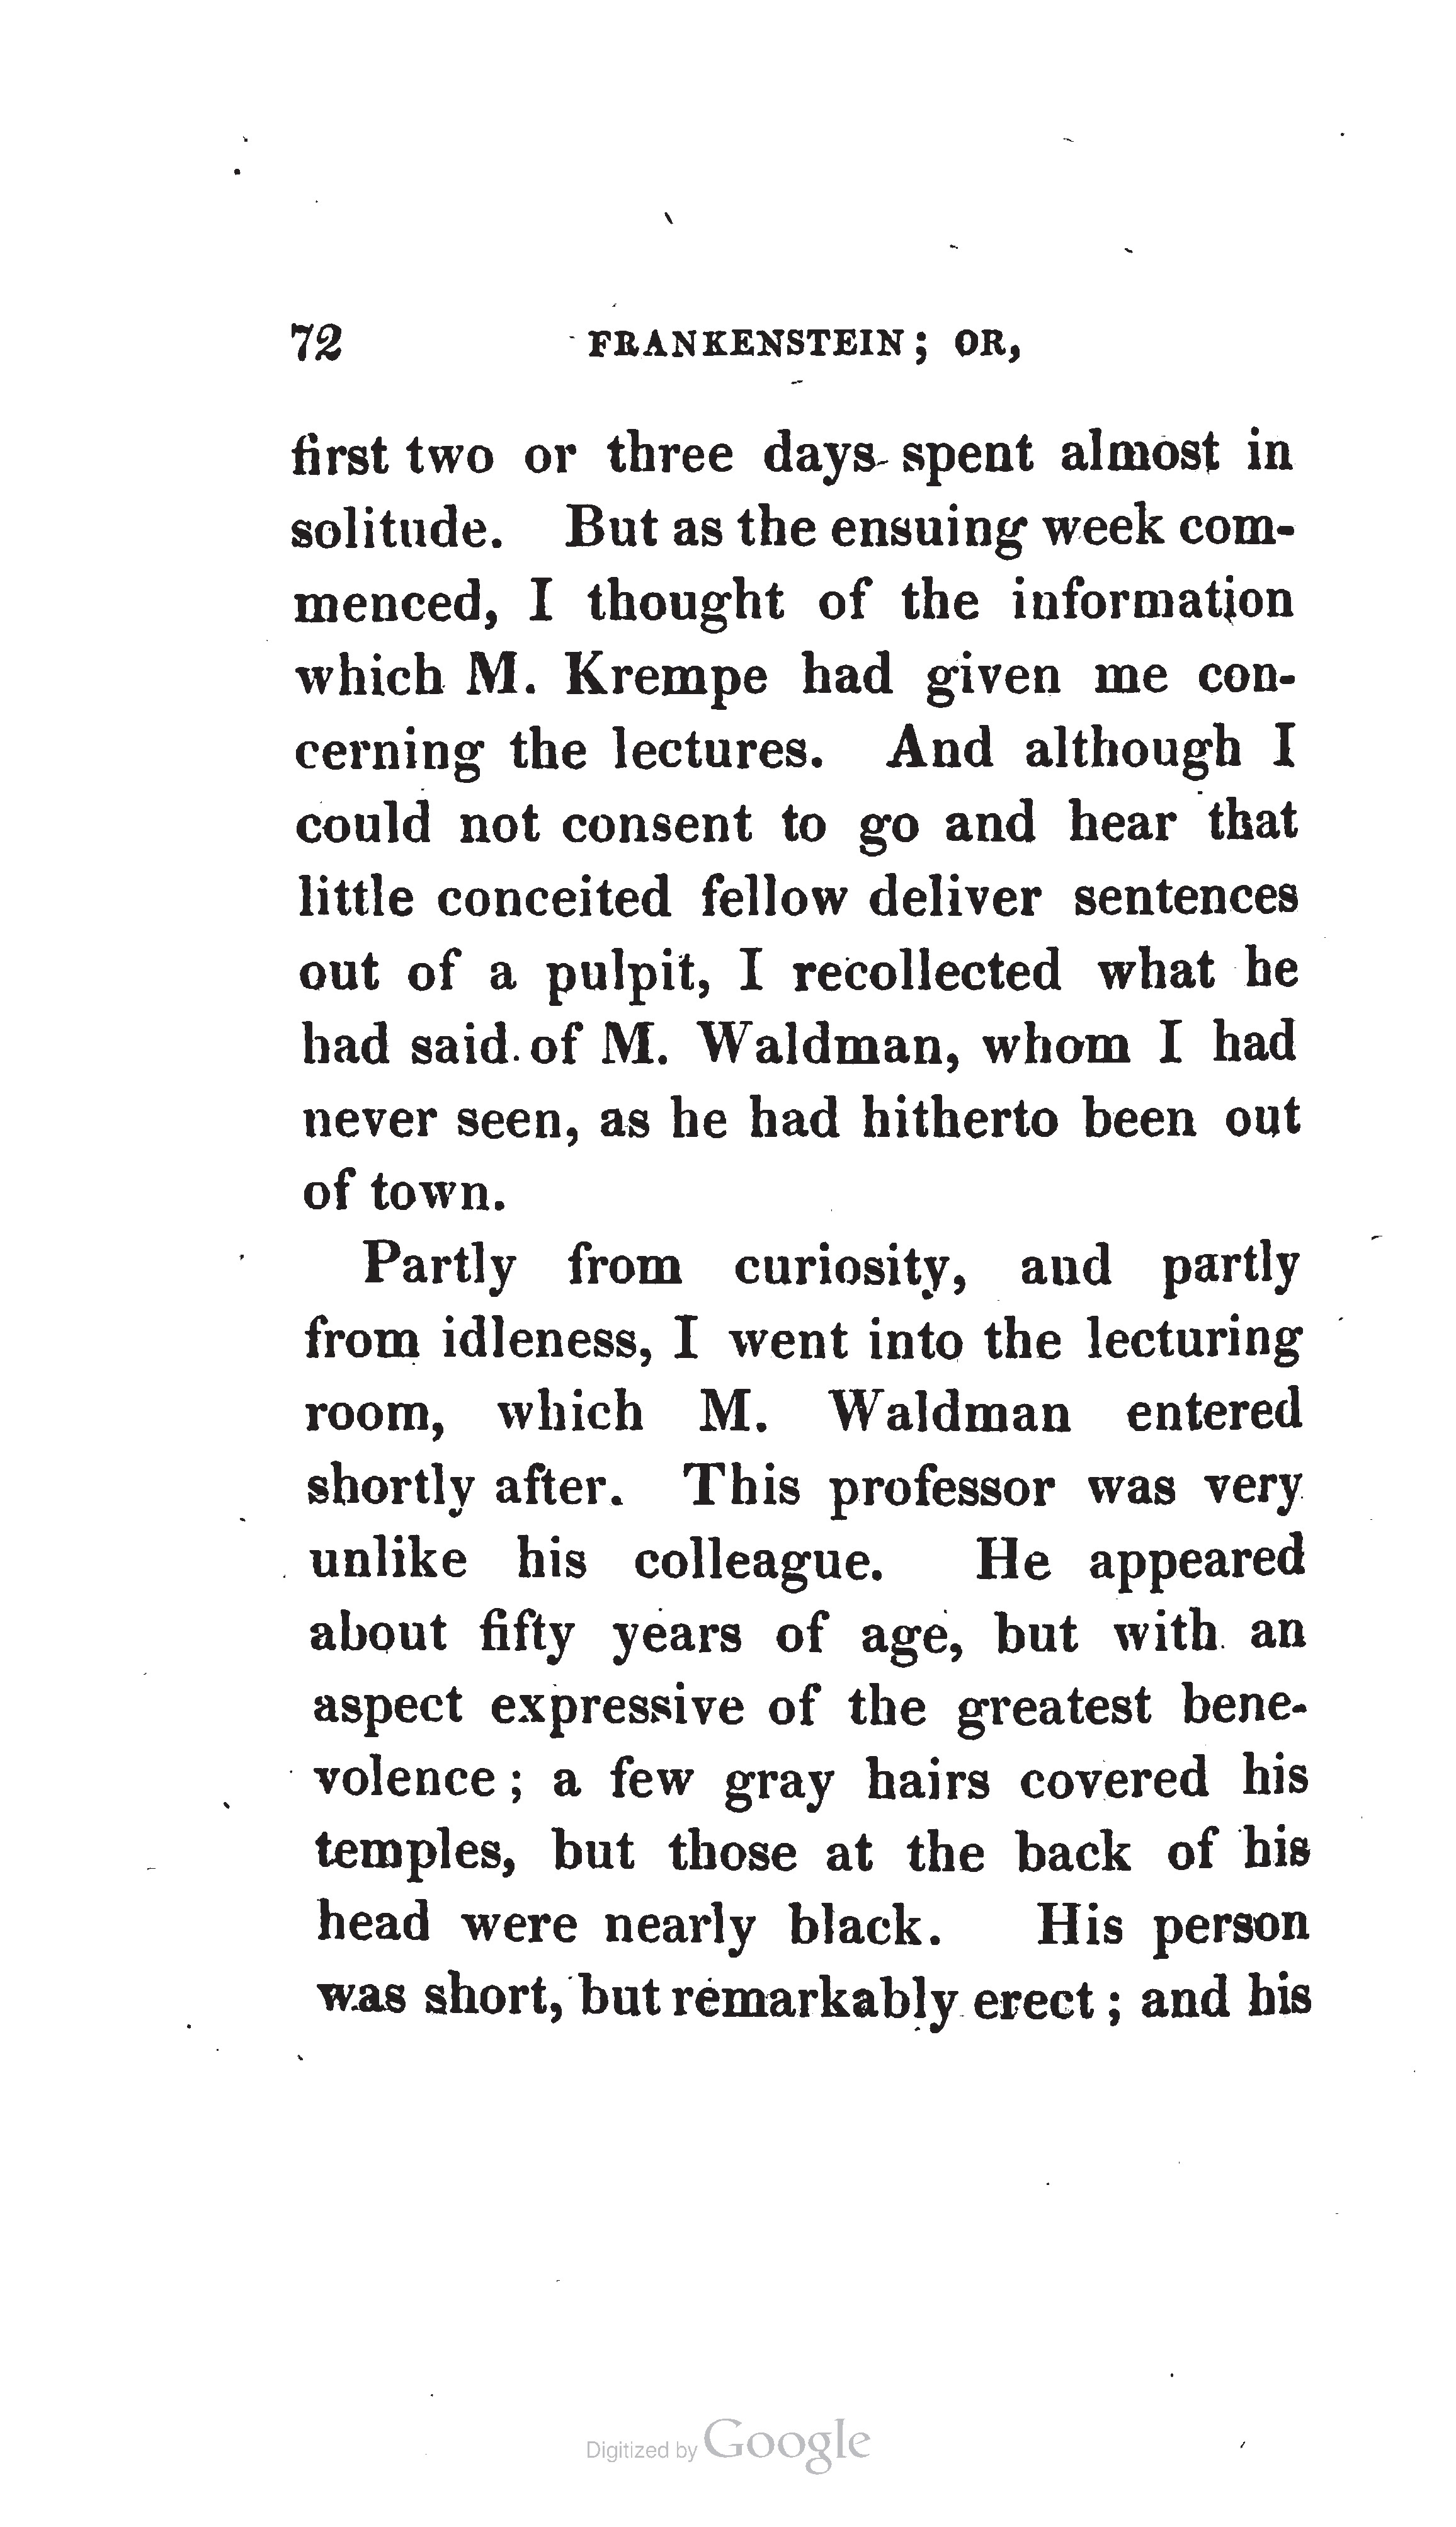 72 FRANKENSTEIN; OR,
first two or three days spent almost in
solitude. But as the ensuing week com-
menced, I thought of the information
which M. Krempe had given me con-
cerning the lectures. And although I
could not consent to go and hear that
little conceited fellow deliver sentences
out of a pulpit, I recollected what he
had said of M. Waldman, whom I had
never seen, as he had hitherto been out
of town.
Partly from curiosity, and partly
from idleness, I went into the lecturing
room, which M. Waldman entered
shortly after. This professor was very
unlike his colleague. He appeared
about fifty years of age, but with an
aspect expressive of the greatest bene-
volence; a few gray hairs covered his
temples, but those at the back of his
head were nearly black. His person
was short, but remarkably erect; and his
Digitized by Google